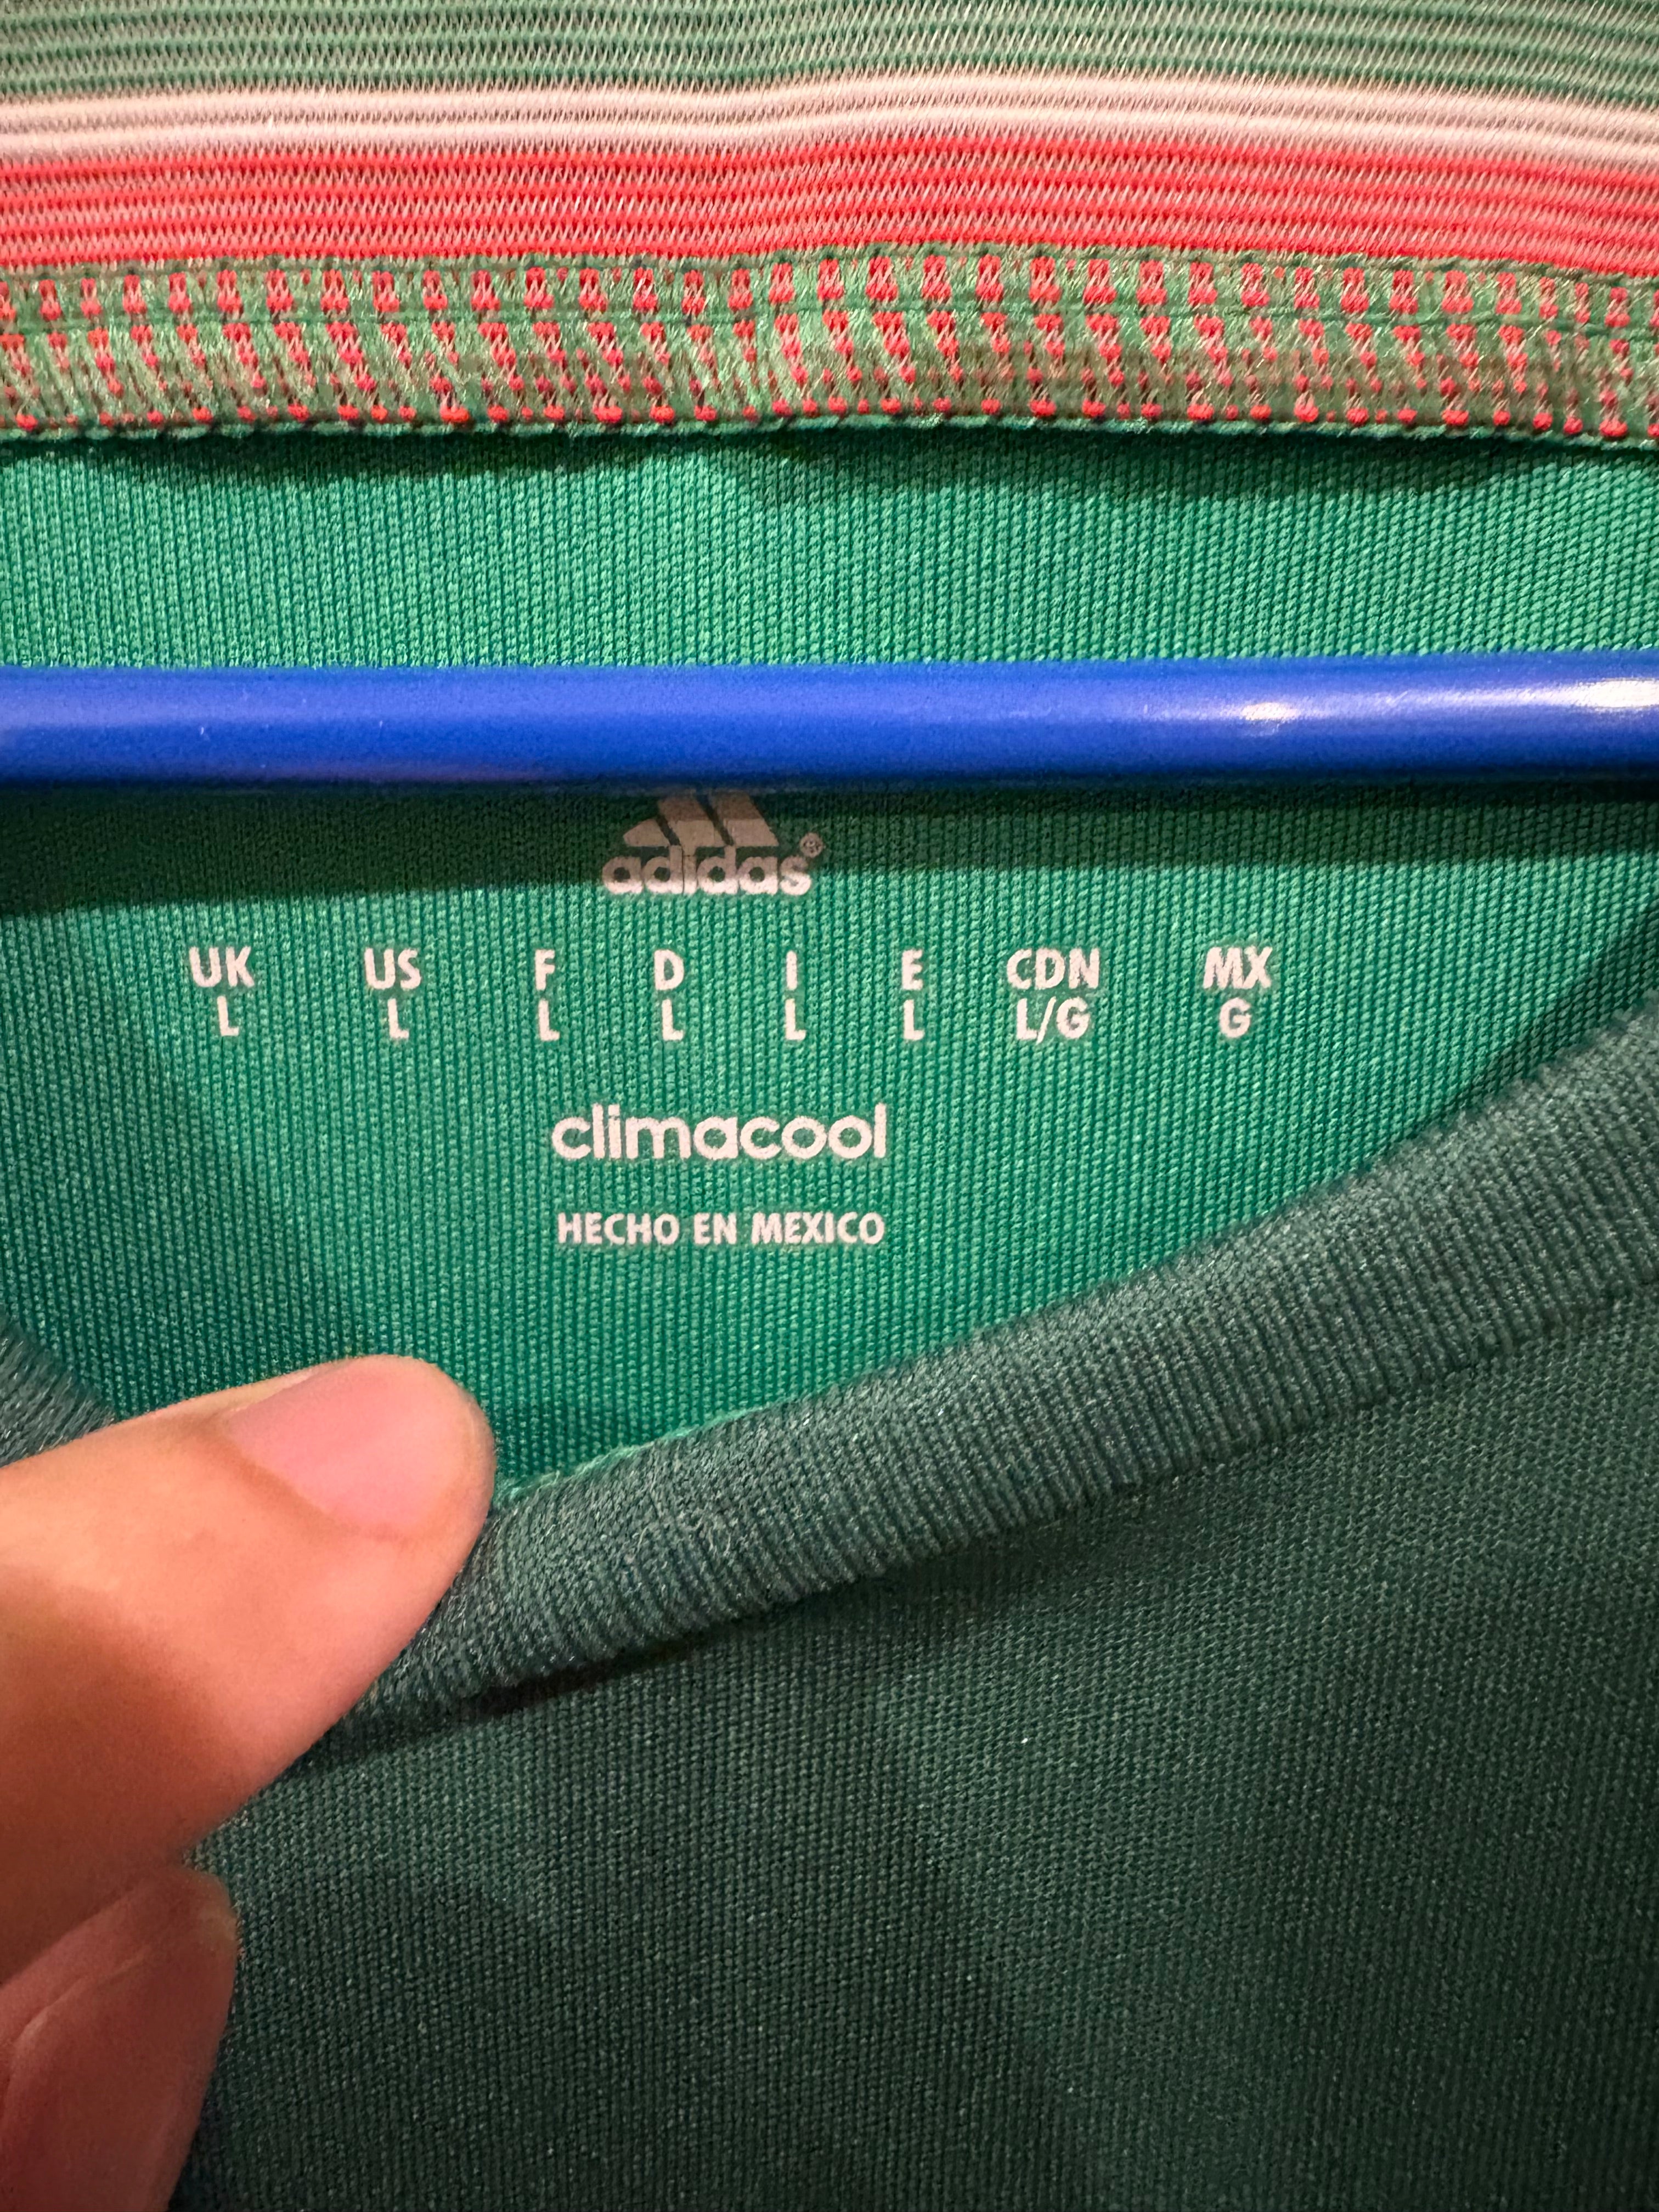 adidas®
UK US F D I E CDN MX
L L L L L L L/G G
climacool
HECHO EN MEXICO